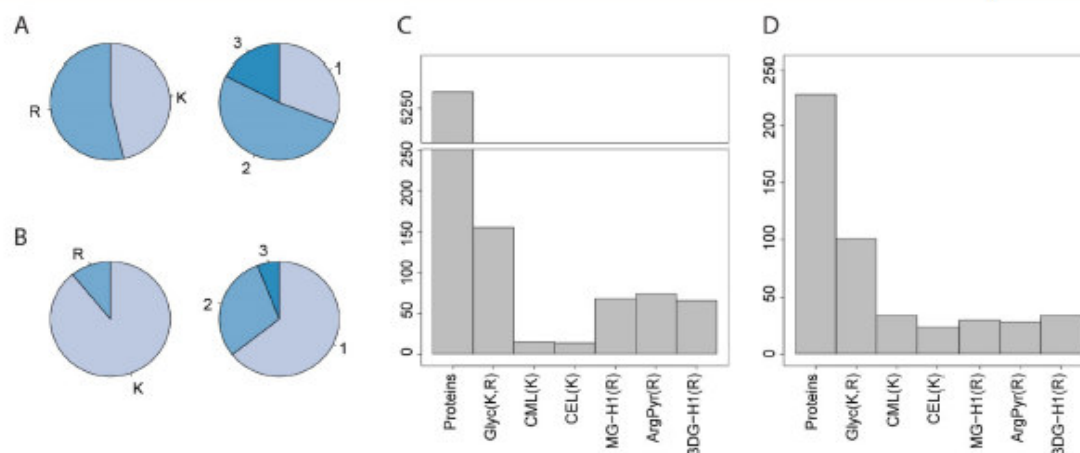 A
R
K
3
1
2
B
R
K
3
2
1
C
5250
250
200
150
100
50
0
Proteins
Glyc(K,R)
CML(K)
CEL(K)
MG-H1(R)
ArgPyr(R)
3DG-H1(R)
D
250
200
150
100
50
0
Proteins
Glyc(K,R)
CML(K)
CEL(K)
MG-H1(R)
ArgPyr(R)
3DG-H1(R)